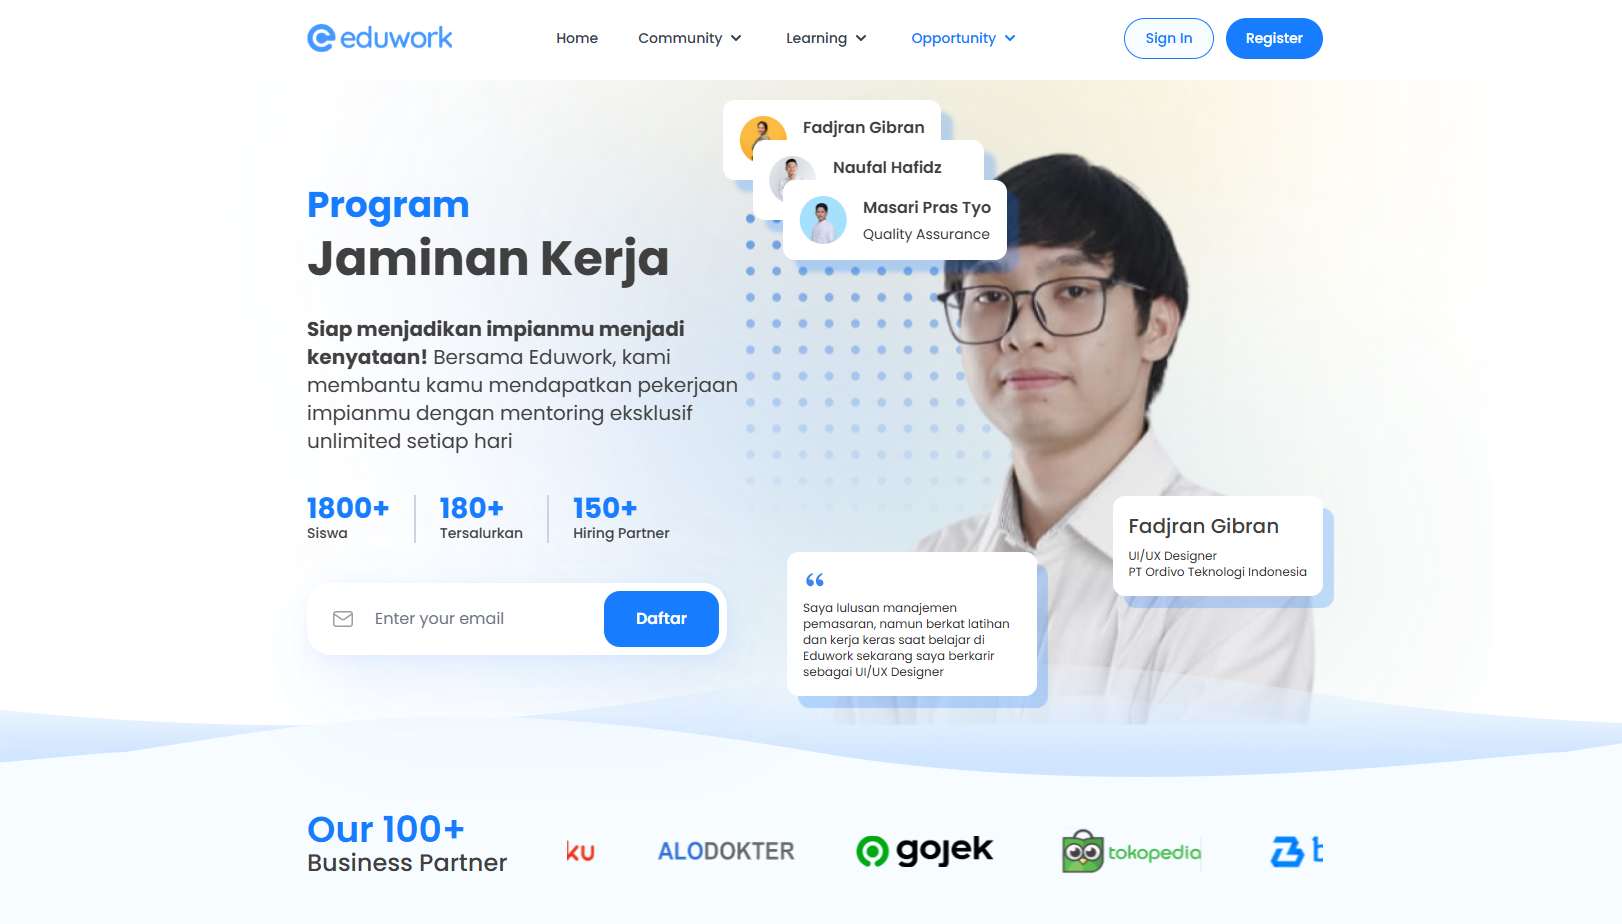 eduwork
Home
Community
Learning
Opportunity
Sign In
Register
Fadjran Gibran
Naufal Hafidz
Masari Pras Tyo
Quality Assurance
Program
Jaminan Kerja
Siap menjadikan impianmu menjadi
kenyataan! Bersama Eduwork, kami
membantu kamu mendapatkan pekerjaan
impianmu dengan mentoring eksklusif
unlimited setiap hari
1800+
Siswa
180+
Tersalurkan
150+
Hiring Partner
Enter your email
Daftar
“
Saya lulusan manajemen
pemasaran, namun berkat latihan
dan kerja keras saat belajar di
Eduwork sekarang saya berkarir
sebagai UI/UX Designer
Fadjran Gibran
UI/UX Designer
PT Ordivo Teknologi Indonesia
Our 100+
Business Partner
ku
ALODOKTER
gojek
tokopedia